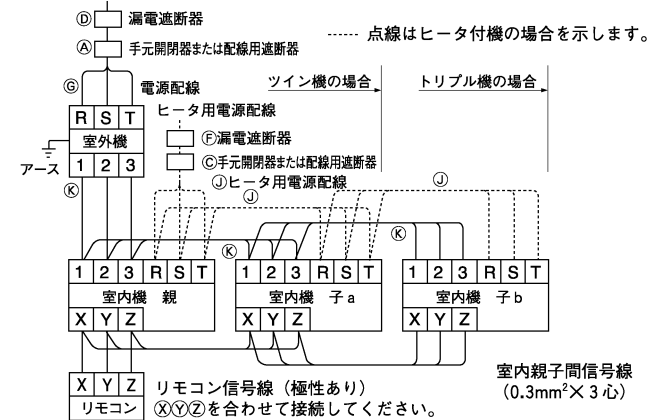 Ⓓ 漏電遮断器
Ⓐ 手元開閉器または配線用遮断器
点線はヒータ付機の場合を示します。
Ⓖ 電源配線
ツイン機の場合
トリプル機の場合
R S T
室外機
1 2 3
アース
ヒータ用電源配線
Ⓕ漏電遮断器
Ⓒ手元開閉器または配線用遮断器
Ⓙヒータ用電源配線
Ⓙ
Ⓙ
Ⓚ
Ⓚ
Ⓚ
1 2 3 R S T
室内機 親
X Y Z
1 2 3 R S T
室内機 子a
X Y Z
1 2 3 R S T
室内機 子b
X Y Z
X Y Z
リモコン
リモコン信号線(極性あり)
ⓍⓎⓏを合わせて接続してください。
室内親子間信号線
(0.3mm²×3心)